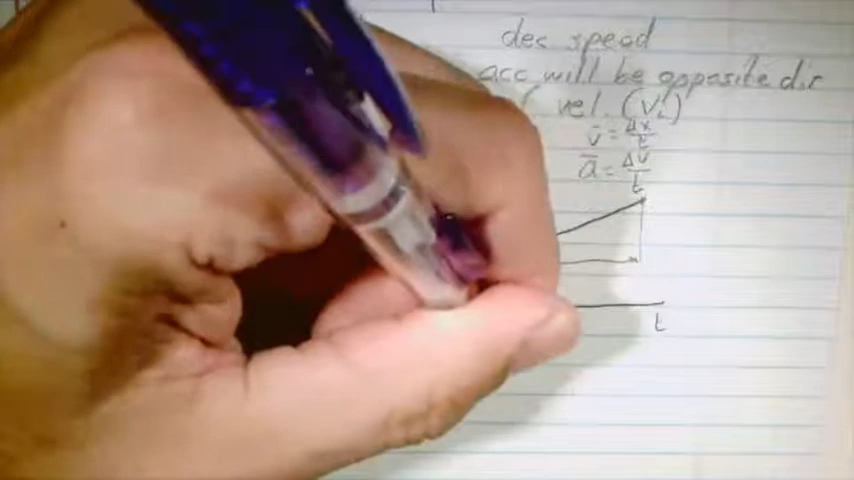 dec speed
acc will be opposite dir
vel. (Vi)
v̄ = Δx/t
ā = Δv/t
t